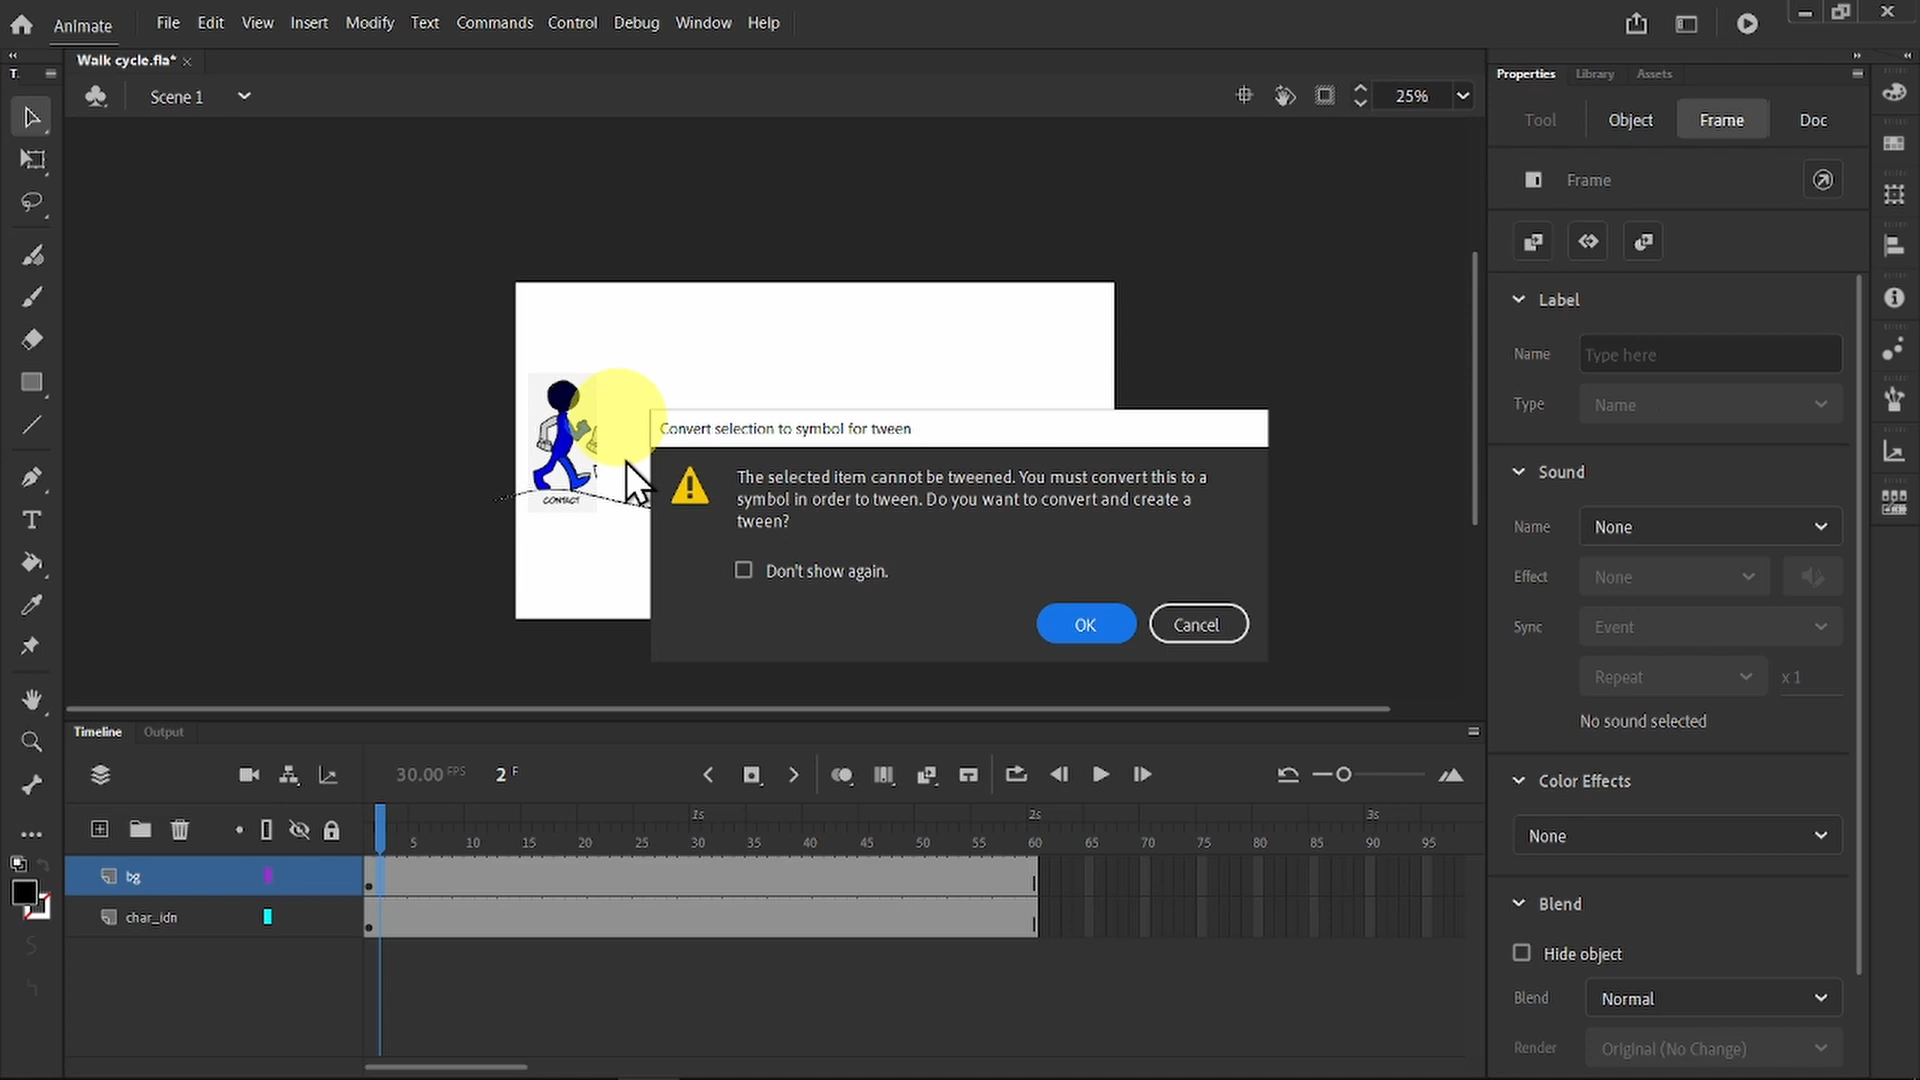 Animate
File Edit View Insert Modify Text Commands Control Debug Window Help
Walk cycle.fla*
T.
Scene 1
25%
Properties Library Assets
Tool Object Frame Doc
Frame
Label
Name Type here
Type Name
Sound
Name None
Effect None
Sync Event
Repeat x 1
No sound selected
Color Effects
None
Blend
Hide object
Blend Normal
Render Original (No Change)
CONTACT
Convert selection to symbol for tween
The selected item cannot be tweened. You must convert this to a
symbol in order to tween. Do you want to convert and create a
tween?
Don't show again.
OK Cancel
Timeline Output
30.00 FPS 2 F
1s 2s 3s
5 10 15 20 25 30 35 40 45 50 55 60 65 70 75 80 85 90 95
bg
char_idn